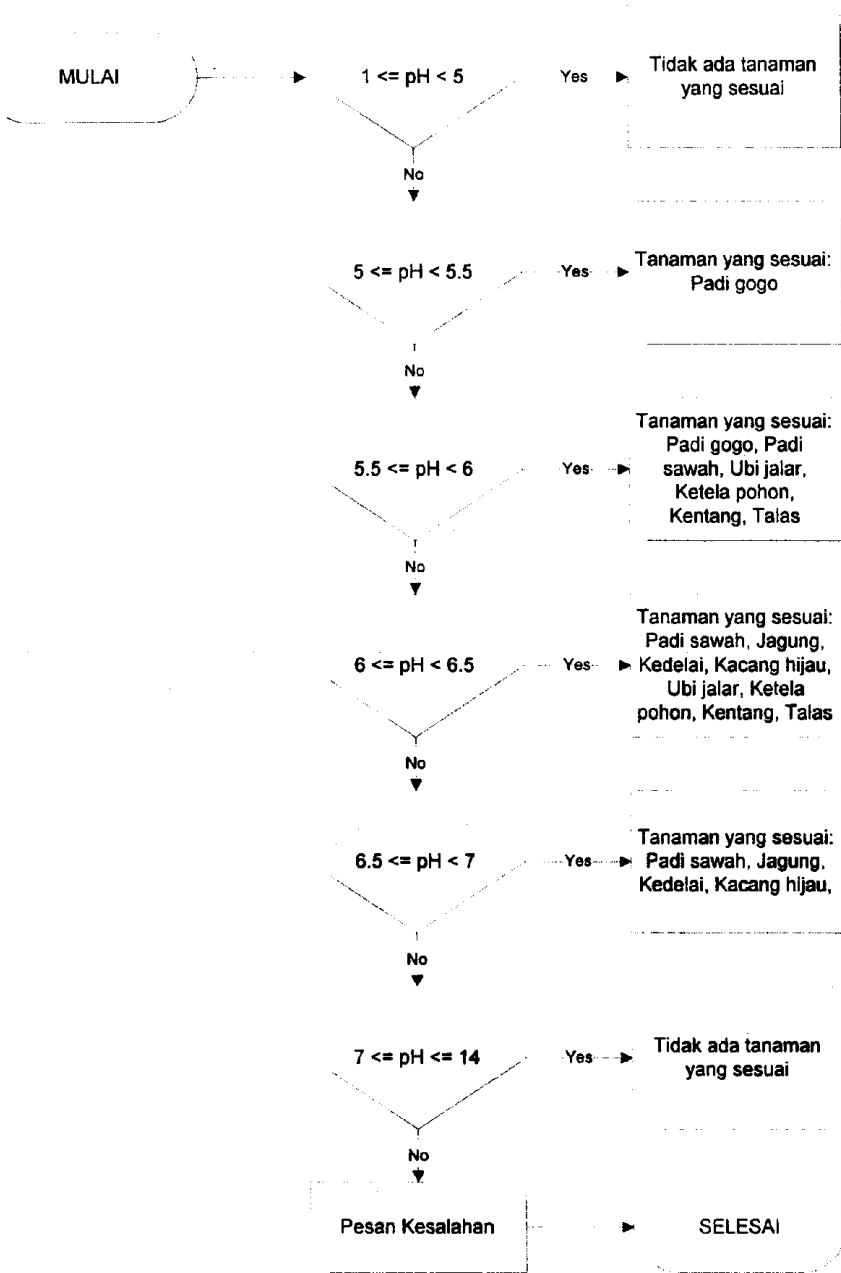 MULAI
1 <= pH < 5
Yes
Tidak ada tanaman
yang sesuai
No
5 <= pH < 5.5
Yes
Tanaman yang sesuai:
Padi gogo
No
5.5 <= pH < 6
Yes
Tanaman yang sesuai:
Padi gogo, Padi
sawah, Ubi jalar,
Ketela pohon,
Kentang, Talas
No
6 <= pH < 6.5
Yes
Tanaman yang sesuai:
Padi sawah, Jagung,
Kedelai, Kacang hijau,
Ubi jalar, Ketela
pohon, Kentang, Talas
No
6.5 <= pH < 7
Yes
Tanaman yang sesuai:
Padi sawah, Jagung,
Kedelai, Kacang hijau,
No
7 <= pH <= 14
Yes
Tidak ada tanaman
yang sesuai
No
Pesan Kesalahan
SELESAI